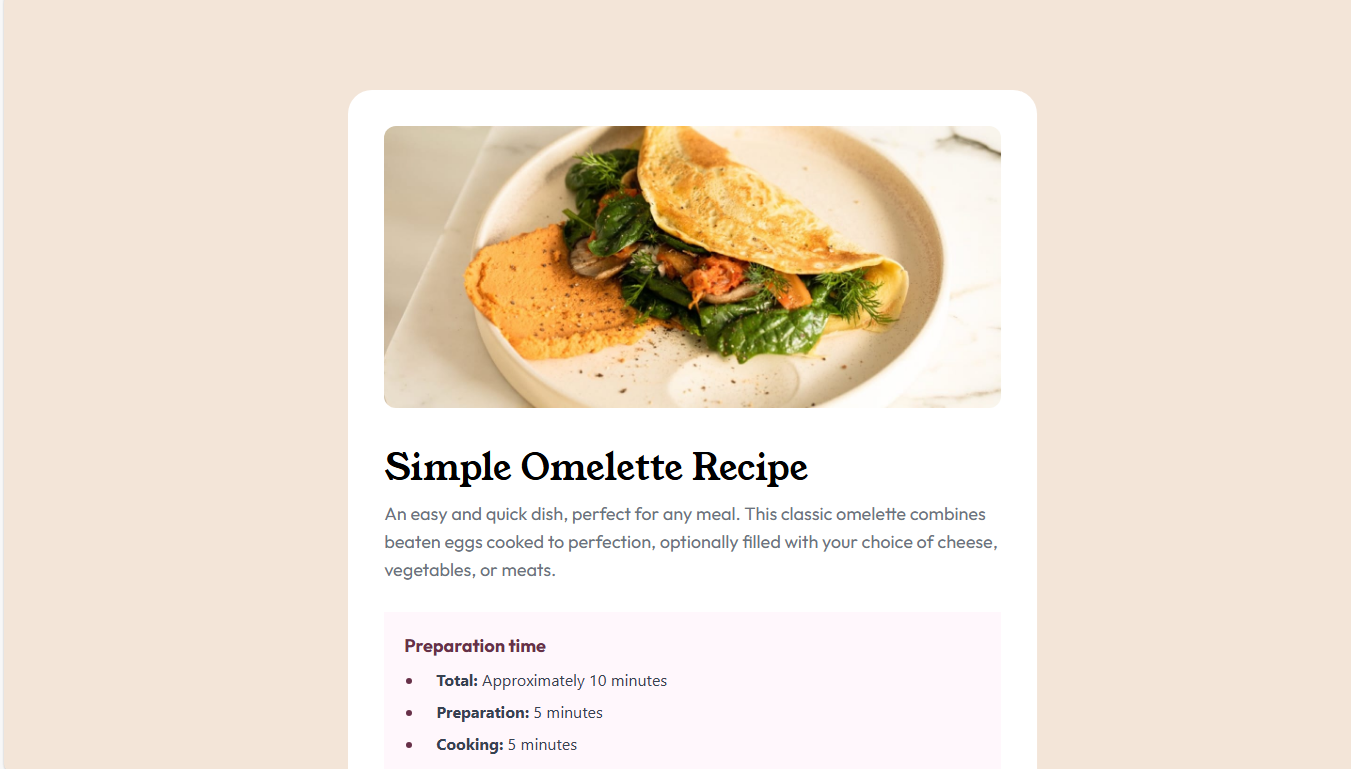 Simple Omelette Recipe
An easy and quick dish, perfect for any meal. This classic omelette combines
beaten eggs cooked to perfection, optionally filled with your choice of cheese,
vegetables, or meats.
Preparation time
• Total: Approximately 10 minutes
• Preparation: 5 minutes
• Cooking: 5 minutes